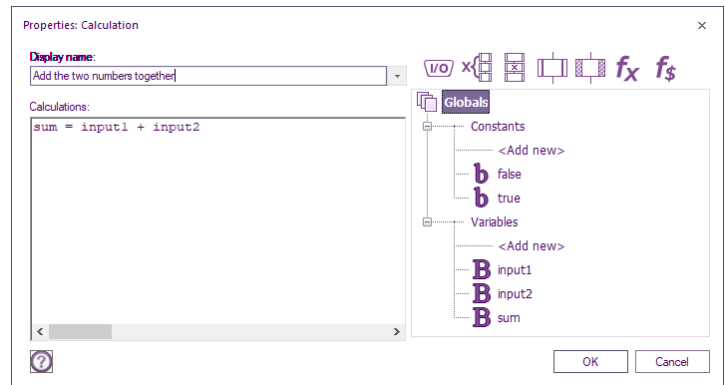 Properties: Calculation
Display name:
Add the two numbers together
Calculations:
sum = input1 + input2
I/O
x
x
fx
f$
Globals
Constants
<Add new>
b false
b true
Variables
<Add new>
B input1
B input2
B sum
?
OK
Cancel